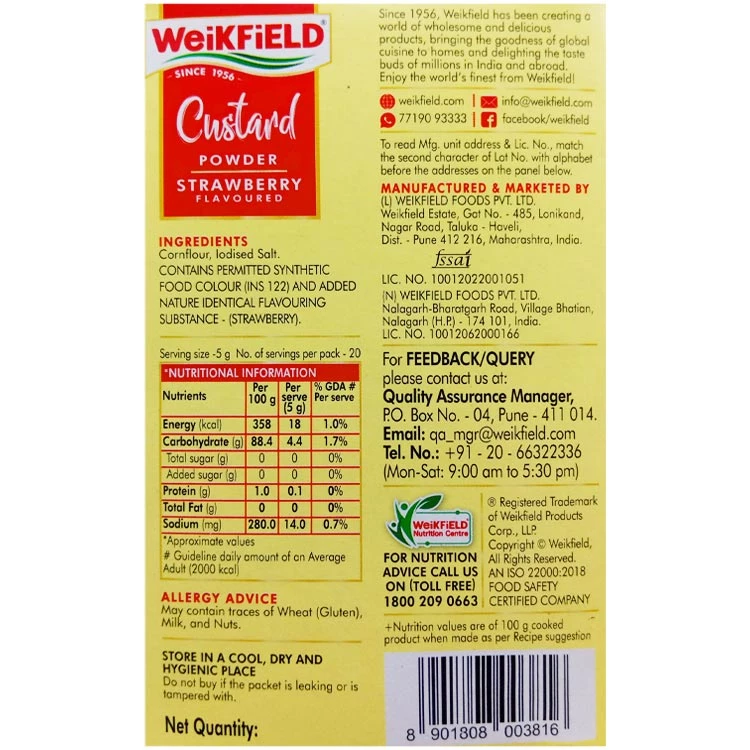 WEiKFiELD®
- SINCE 1956 -
Custard
POWDER
STRAWBERRY
FLAVOURED
INGREDIENTS
Cornflour, Iodised Salt.
CONTAINS PERMITTED SYNTHETIC
FOOD COLOUR (INS 122) AND ADDED
NATURE IDENTICAL FLAVOURING
SUBSTANCE - (STRAWBERRY).
Serving size -5 g No. of servings per pack - 20
*NUTRITIONAL INFORMATION
Nutrients Per 100 g Per serve (5 g) % GDA # Per serve
Energy (kcal) 358 18 1.0%
Carbohydrate (g) 88.4 4.4 1.7%
Total sugar (g) 0 0 0%
Added sugar (g) 0 0 0%
Protein (g) 1.0 0.1 0%
Total Fat (g) 0 0 0%
Sodium (mg) 280.0 14.0 0.7%
*Approximate values
# Guideline daily amount of an Average
Adult (2000 kcal)
ALLERGY ADVICE
May contain traces of Wheat (Gluten),
Milk, and Nuts.
STORE IN A COOL, DRY AND
HYGIENIC PLACE
Do not buy if the packet is leaking or is
tampered with.
Net Quantity:
Since 1956, Weikfield has been creating a
world of wholesome and delicious
products, bringing the goodness of global
cuisine to homes and delighting the taste
buds of millions in India and abroad.
Enjoy the world's finest from Weikfield!
weikfield.com | info@weikfield.com
77190 93333 | facebook/weikfield
To read Mfg. unit address & Lic. No., match
the second character of Lot No. with alphabet
before the addresses on the panel below.
MANUFACTURED & MARKETED BY
(L) WEIKFIELD FOODS PVT. LTD.
Weikfield Estate, Gat No. - 485, Lonikand,
Nagar Road, Taluka - Haveli,
Dist. - Pune 412 216, Maharashtra, India.
fssai
LIC. NO. 10012022001051
(N) WEIKFIELD FOODS PVT. LTD.
Nalagarh-Bharatgarh Road, Village Bhatian,
Nalagarh (H.P.) - 174 101, India.
LIC. NO. 10012062000166
For FEEDBACK/QUERY
please contact us at:
Quality Assurance Manager,
P.O. Box No. - 04, Pune - 411 014.
Email: qa_mgr@weikfield.com
Tel. No.: +91 - 20 - 66322336
(Mon-Sat: 9:00 am to 5:30 pm)
WEiKFiELD
Nutrition Centre
FOR NUTRITION
ADVICE CALL US
ON (TOLL FREE)
1800 209 0663
® Registered Trademark
of Weikfield Products
Corp., LLP.
Copyright © Weikfield,
All Rights Reserved.
AN ISO 22000:2018
FOOD SAFETY
CERTIFIED COMPANY
+Nutrition values are of 100 g cooked
product when made as per Recipe suggestion
8 901808 003816